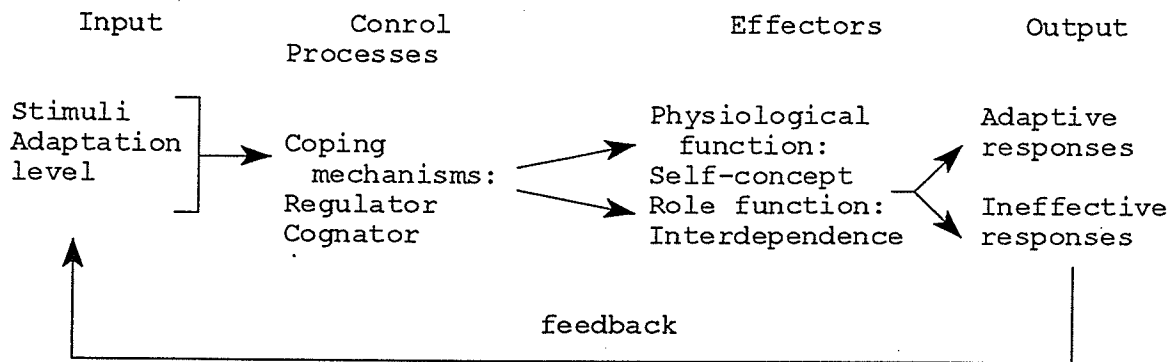 Input
Conrol
Processes
Effectors
Output
Stimuli
Adaptation
level
Coping
mechanisms:
Regulator
Cognator
Physiological
function:
Self-concept
Role function:
Interdependence
Adaptive
responses
Ineffective
responses
feedback